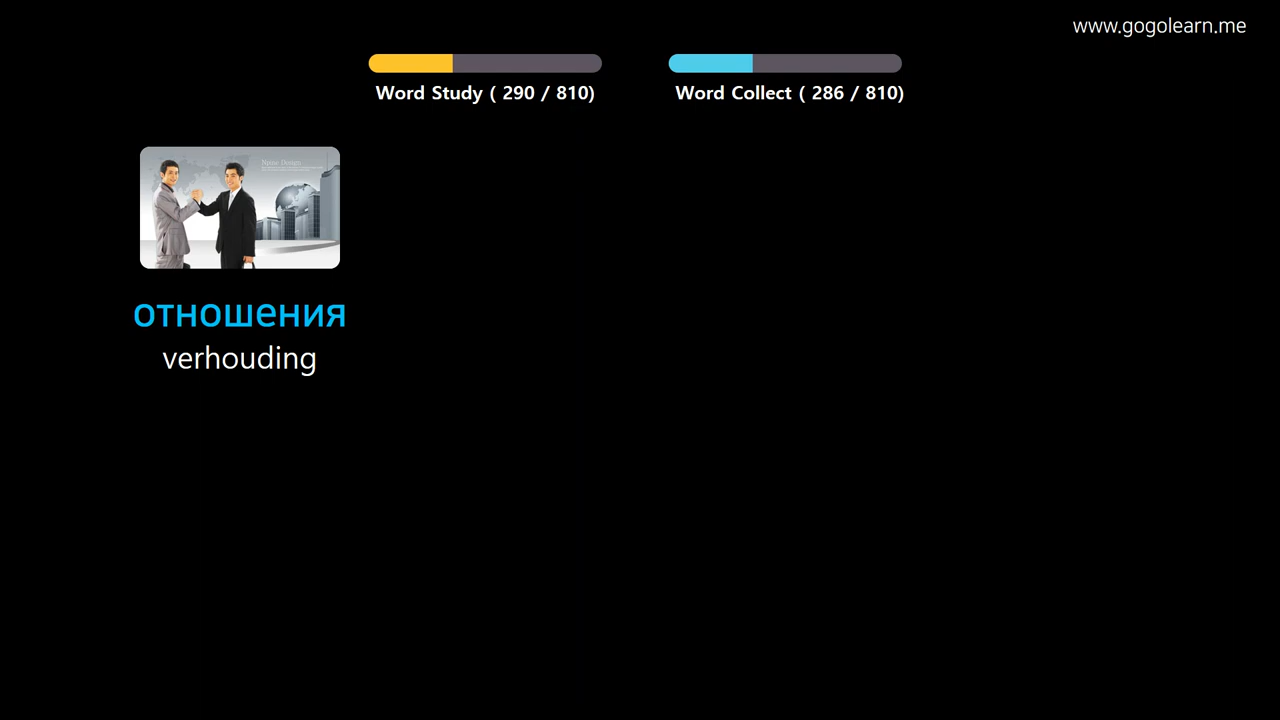 www.gogolearn.me
Word Study ( 290 / 810)
Word Collect ( 286 / 810)
отношения
verhouding